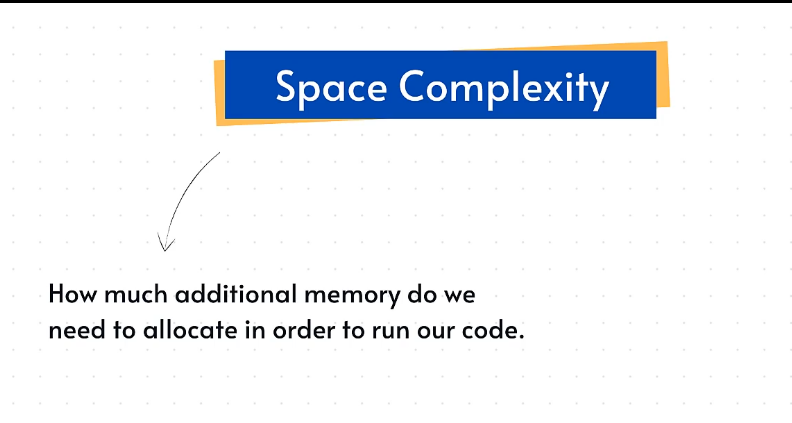 Space Complexity
How much additional memory do we
need to allocate in order to run our code.